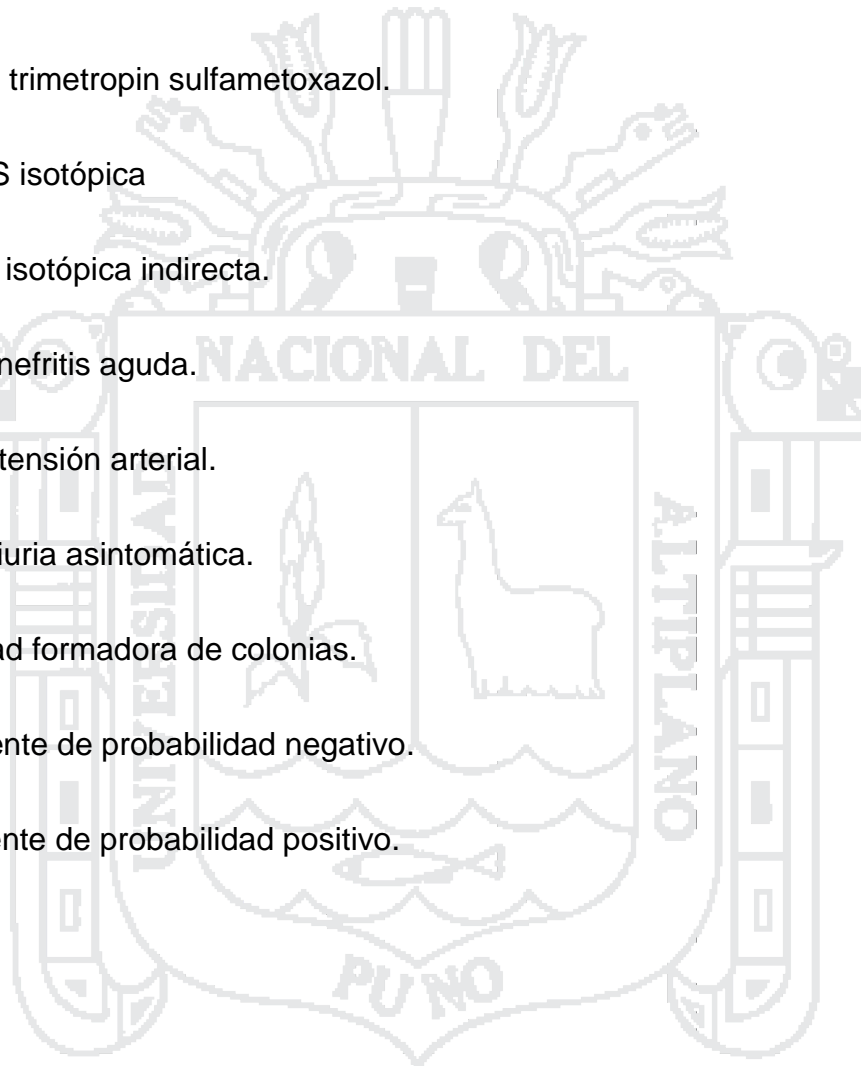 trimetropin sulfametoxazol.
S isotópica
isotópica indirecta.
nefritis aguda.
tensión arterial.
iuria asintomática.
ad formadora de colonias.
ente de probabilidad negativo.
ente de probabilidad positivo.
NACIONAL DEL
UNIVERSIDAD
ALTIPLANO
PUNO